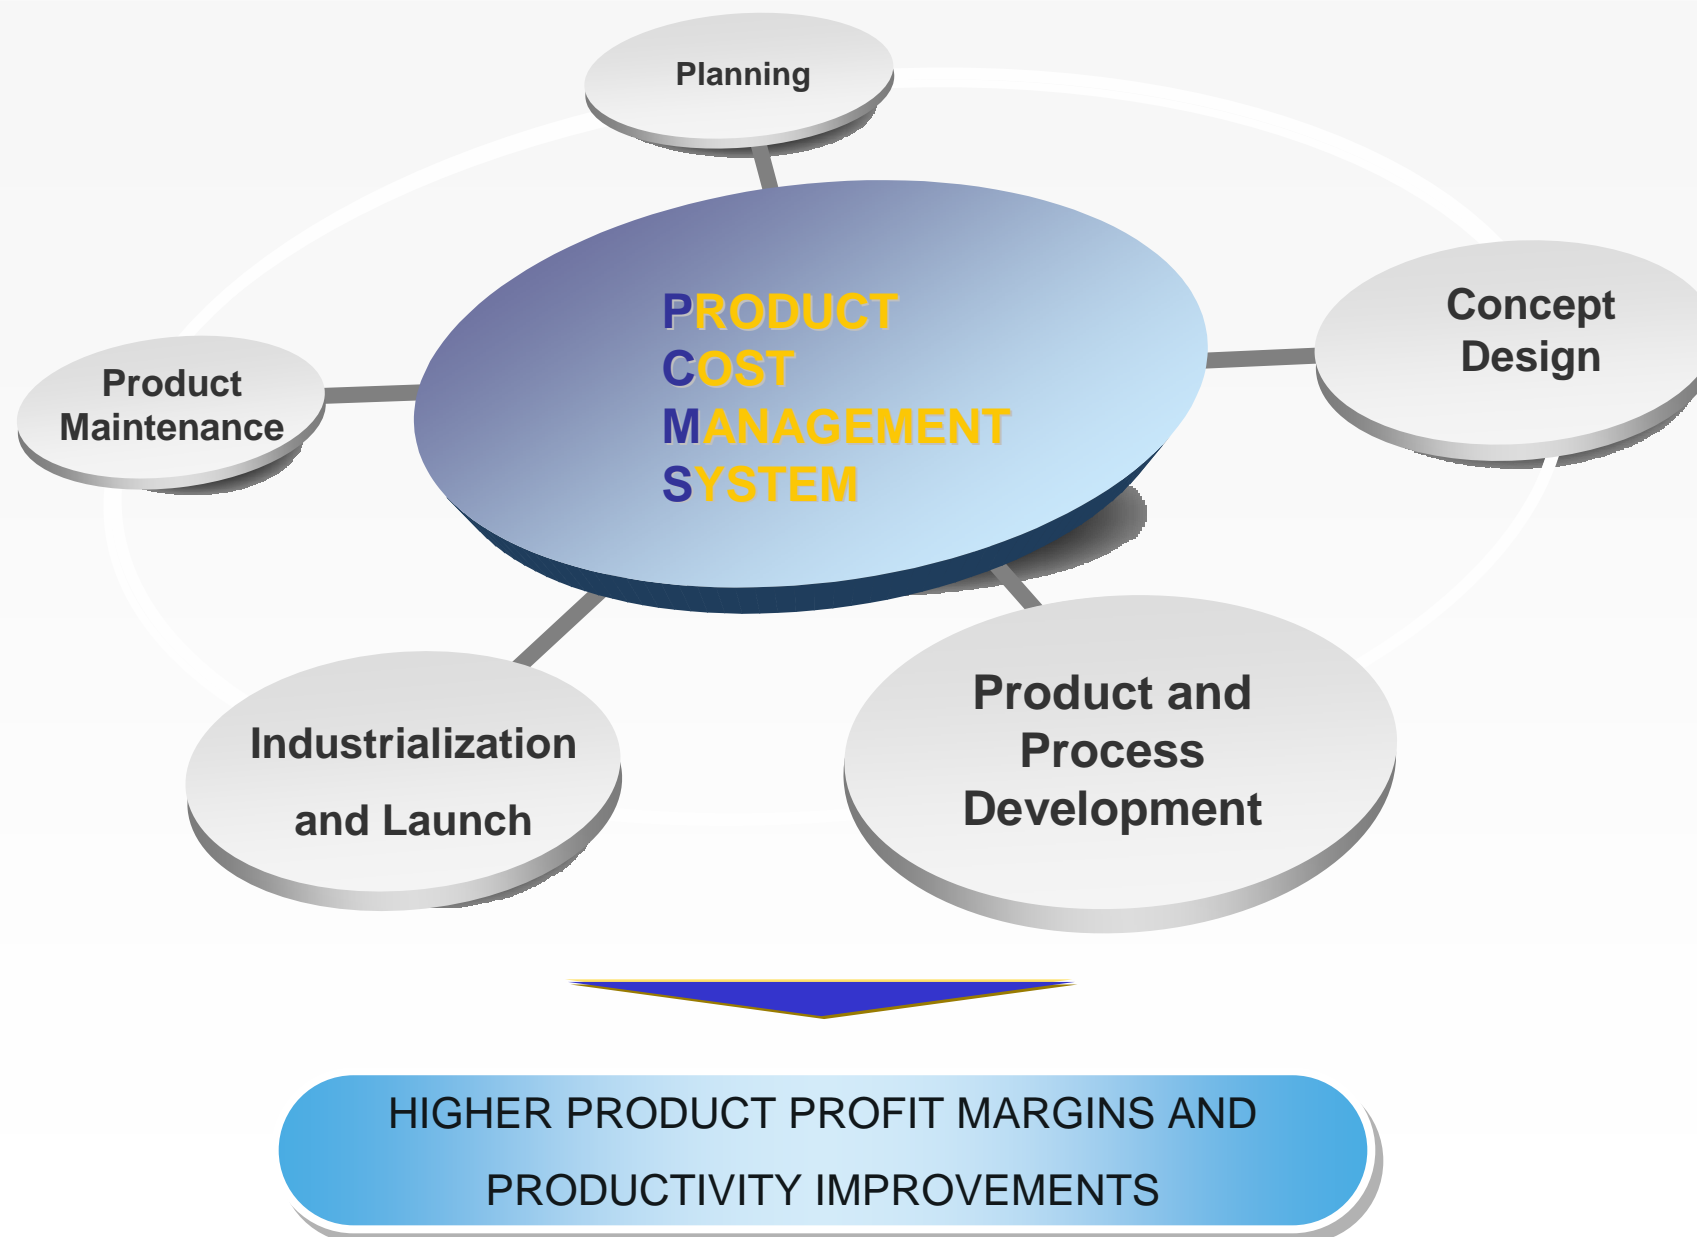 Planning
PRODUCT
COST
MANAGEMENT
SYSTEM
Concept
Design
Product
Maintenance
Product and
Process
Development
Industrialization
and Launch
HIGHER PRODUCT PROFIT MARGINS AND
PRODUCTIVITY IMPROVEMENTS